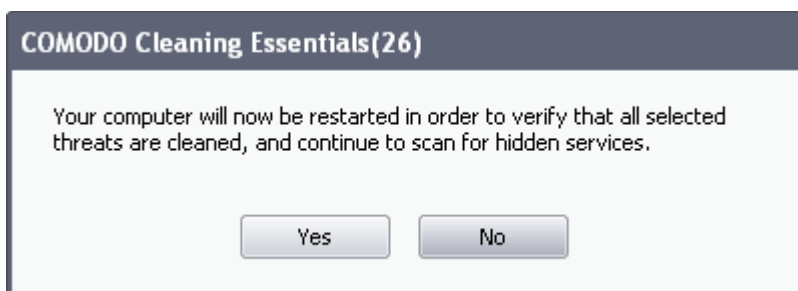 COMODO Cleaning Essentials(26)
Your computer will now be restarted in order to verify that all selected
threats are cleaned, and continue to scan for hidden services.
Yes
No